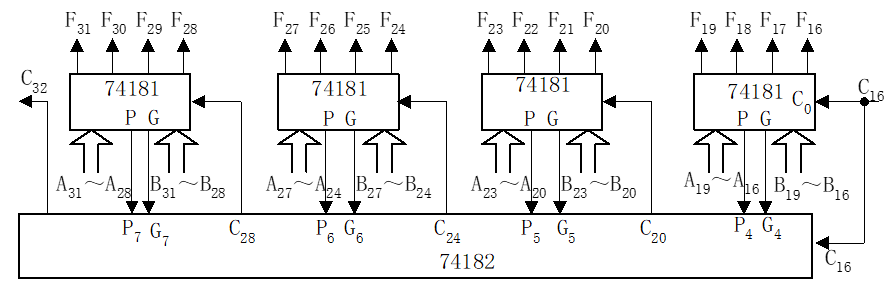 F31 F30 F29 F28 F27 F26 F25 F24 F23 F22 F21 F20 F19 F18 F17 F16
C32 74181 74181 74181 74181 C0 C16
P G P G P G P G
A31～A28 B31～B28 A27～A24 B27～B24 A23～A20 B23～B20 A19～A16 B19～B16
P7 G7 C28 P6 G6 C24 P5 G5 C20 P4 G4
74182 C16